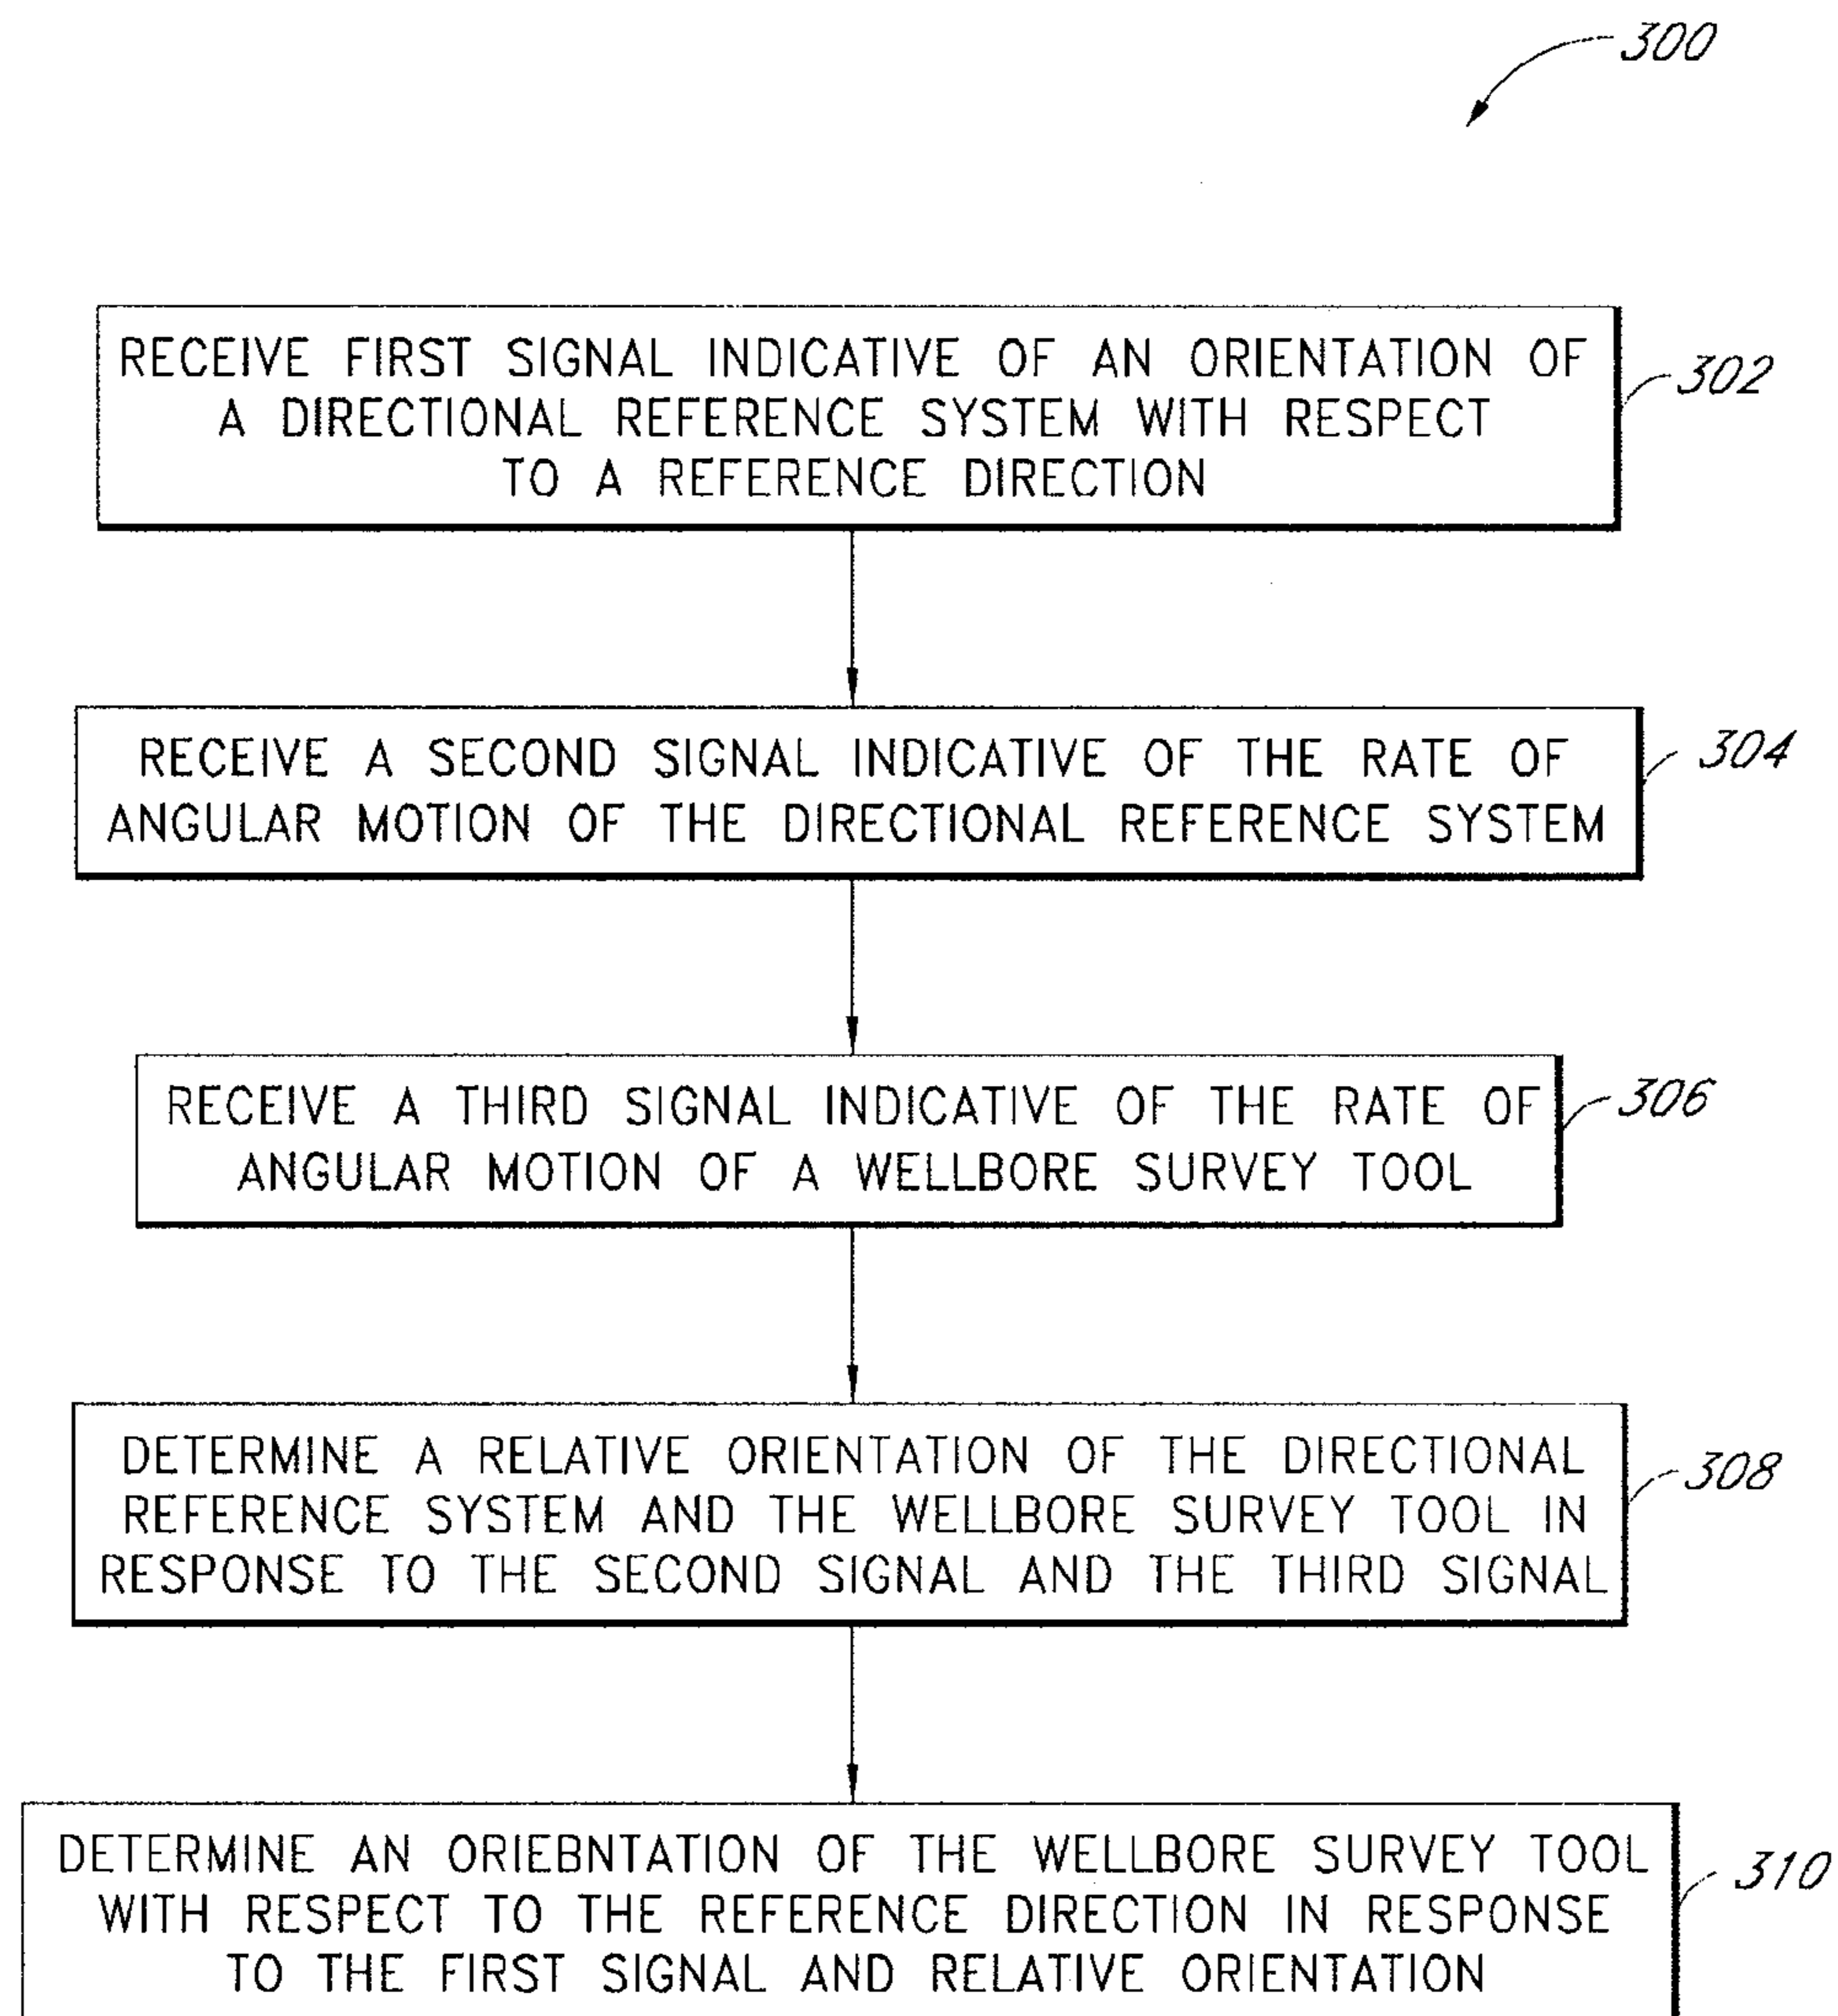 300
RECEIVE FIRST SIGNAL INDICATIVE OF AN ORIENTATION OF
A DIRECTIONAL REFERENCE SYSTEM WITH RESPECT
TO A REFERENCE DIRECTION
302
RECEIVE A SECOND SIGNAL INDICATIVE OF THE RATE OF
ANGULAR MOTION OF THE DIRECTIONAL REFERENCE SYSTEM
304
RECEIVE A THIRD SIGNAL INDICATIVE OF THE RATE OF
ANGULAR MOTION OF A WELLBORE SURVEY TOOL
306
DETERMINE A RELATIVE ORIENTATION OF THE DIRECTIONAL
REFERENCE SYSTEM AND THE WELLBORE SURVEY TOOL IN
RESPONSE TO THE SECOND SIGNAL AND THE THIRD SIGNAL
308
DETERMINE AN ORIEBNTATION OF THE WELLBORE SURVEY TOOL
WITH RESPECT TO THE REFERENCE DIRECTION IN RESPONSE
TO THE FIRST SIGNAL AND RELATIVE ORIENTATION
310